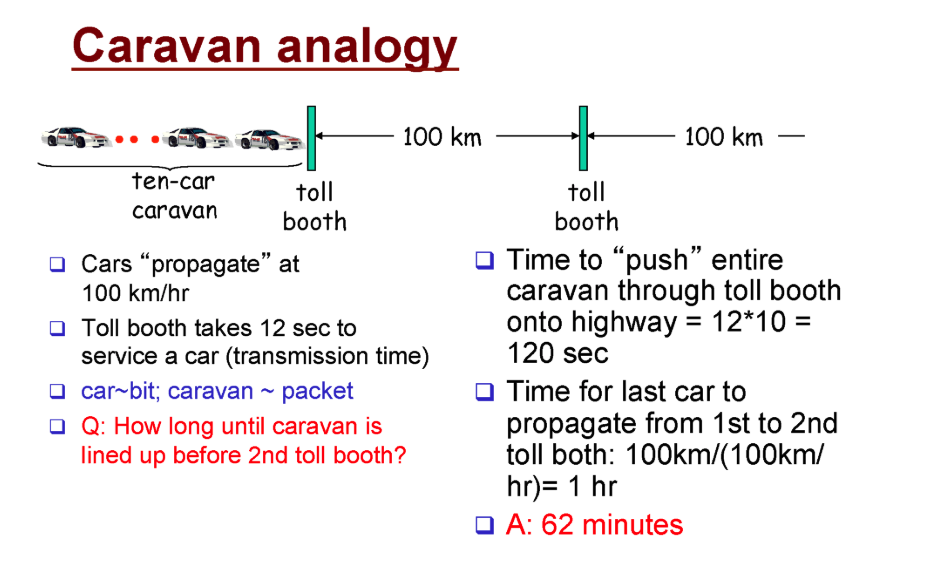 Caravan analogy
100 km
100 km
ten-car
caravan
toll
booth
toll
booth
Cars “propagate” at
100 km/hr
Toll booth takes 12 sec to
service a car (transmission time)
car~bit; caravan ~ packet
Q: How long until caravan is
lined up before 2nd toll booth?
Time to “push” entire
caravan through toll booth
onto highway = 12*10 =
120 sec
Time for last car to
propagate from 1st to 2nd
toll both: 100km/(100km/
hr)= 1 hr
A: 62 minutes